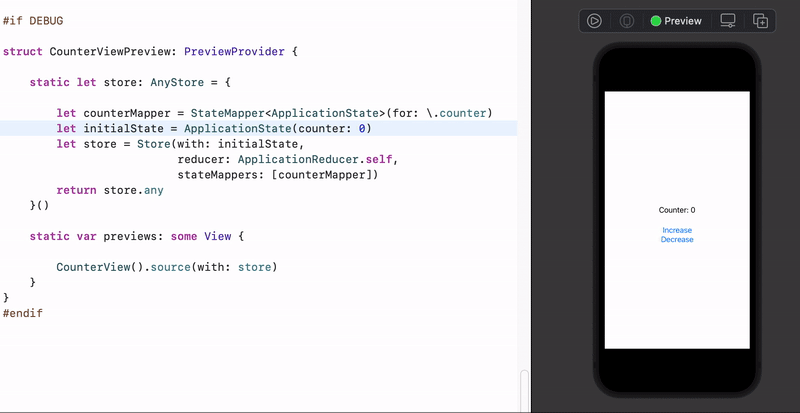 #if DEBUG
struct CounterViewPreview: PreviewProvider {
static let store: AnyStore = {
let counterMapper = StateMapper<ApplicationState>(for: \.counter)
let initialState = ApplicationState(counter: 0)
let store = Store(with: initialState,
reducer: ApplicationReducer.self,
stateMappers: [counterMapper])
return store.any
}()
static var previews: some View {
CounterView().source(with: store)
}
}
#endif
Preview
Counter: 0
Increase
Decrease